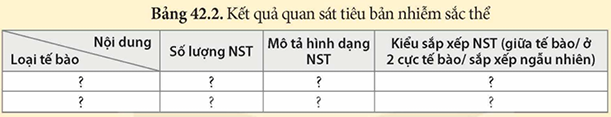 Bảng 42.2. Kết quả quan sát tiêu bản nhiễm sắc thể
Nội dung
Loại tế bào
Số lượng NST
Mô tả hình dạng
NST
Kiểu sắp xếp NST (giữa tế bào/ ở
2 cực tế bào/ sắp xếp ngẫu nhiên)
? ? ? ?
? ? ? ?